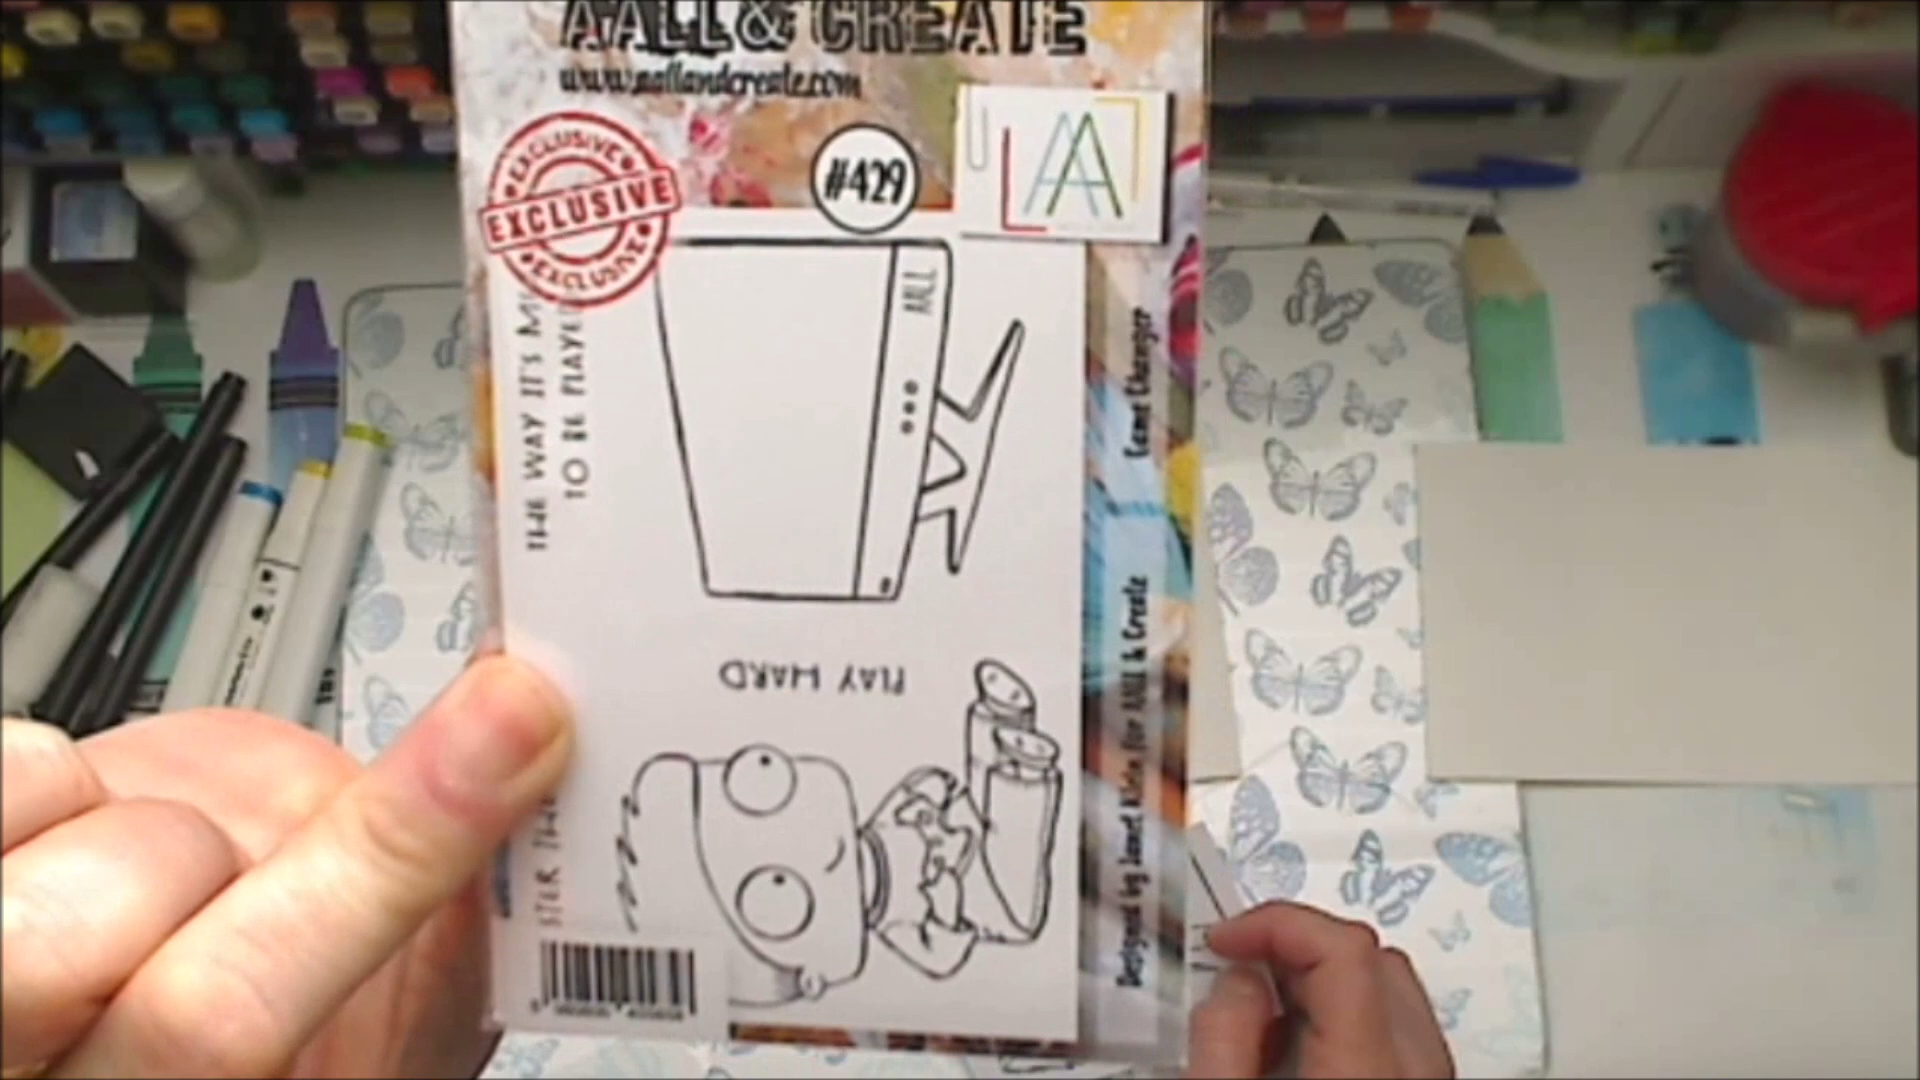 AALL & CREATE
www.aallandcreate.com
EXCLUSIVE
EXCLUSIVE
EXCLUSIVE
#429
AA
AALL
THE WAY IT'S
TO BE
PLAY HARD
Game Changer
Designed by Janet Klein for AALL & Create